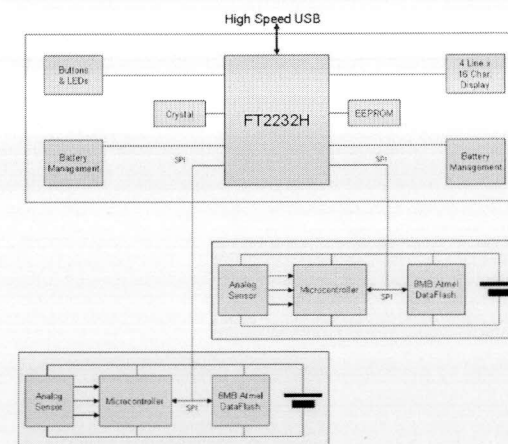 High Speed USB
Buttons
& LEDs
4 Line x
16 Char.
Display
Crystal
FT2232H
EEPROM
Battery
Management
SPI
SPI
Battery
Management
Analog
Sensor
Microcontroller
SPI
8MB Atmel
DataFlash
Analog
Sensor
Microcontroller
SPI
8MB Atmel
DataFlash